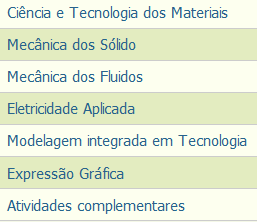 Ciência e Tecnologia dos Materiais
Mecânica dos Sólido
Mecânica dos Fluidos
Eletricidade Aplicada
Modelagem integrada em Tecnologia
Expressão Gráfica
Atividades complementares